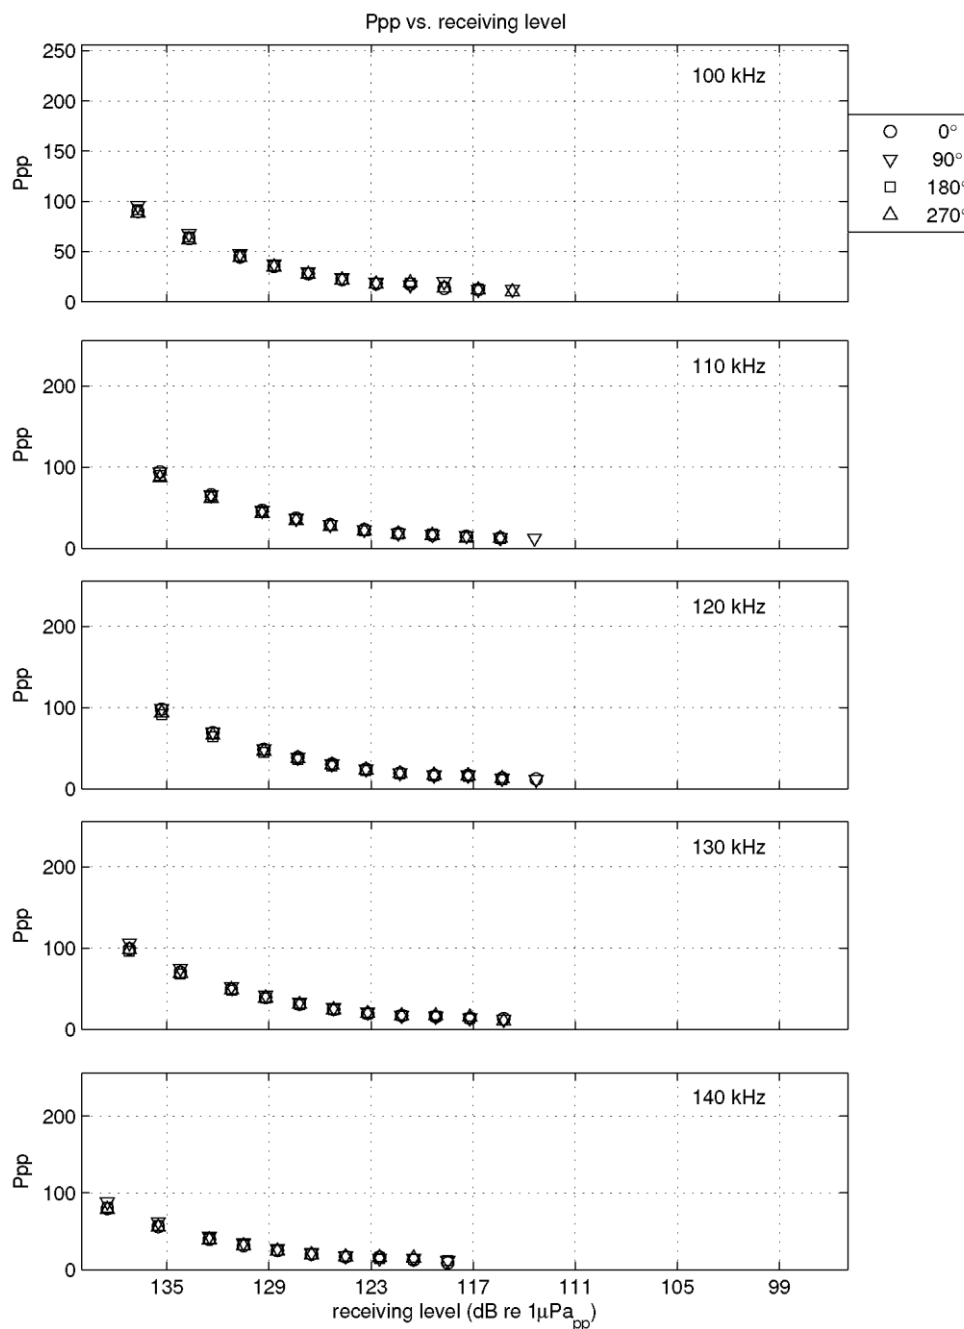 Ppp vs. receiving level
250
200
150
100
50
0
Ppp
100 kHz
0°
90°
180°
270°
200
100
0
Ppp
110 kHz
200
100
0
Ppp
120 kHz
200
100
0
Ppp
130 kHz
200
100
0
Ppp
140 kHz
135 129 123 117 111 105 99
receiving level (dB re 1μPapp)